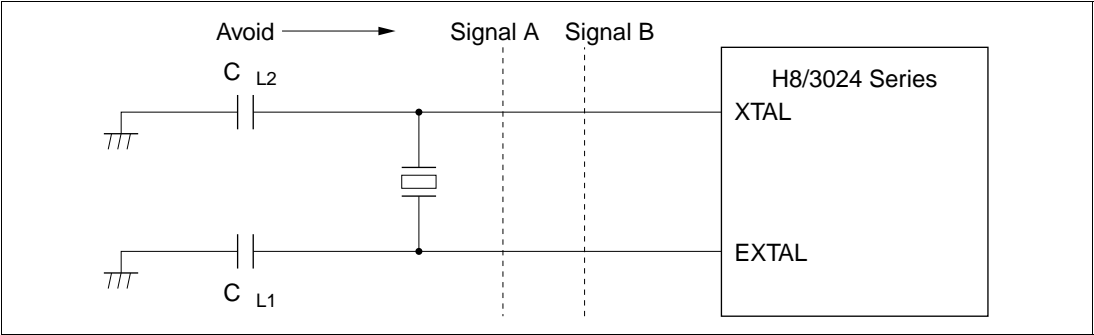 Avoid Signal A Signal B
C L2
H8/3024 Series
XTAL
EXTAL
C L1